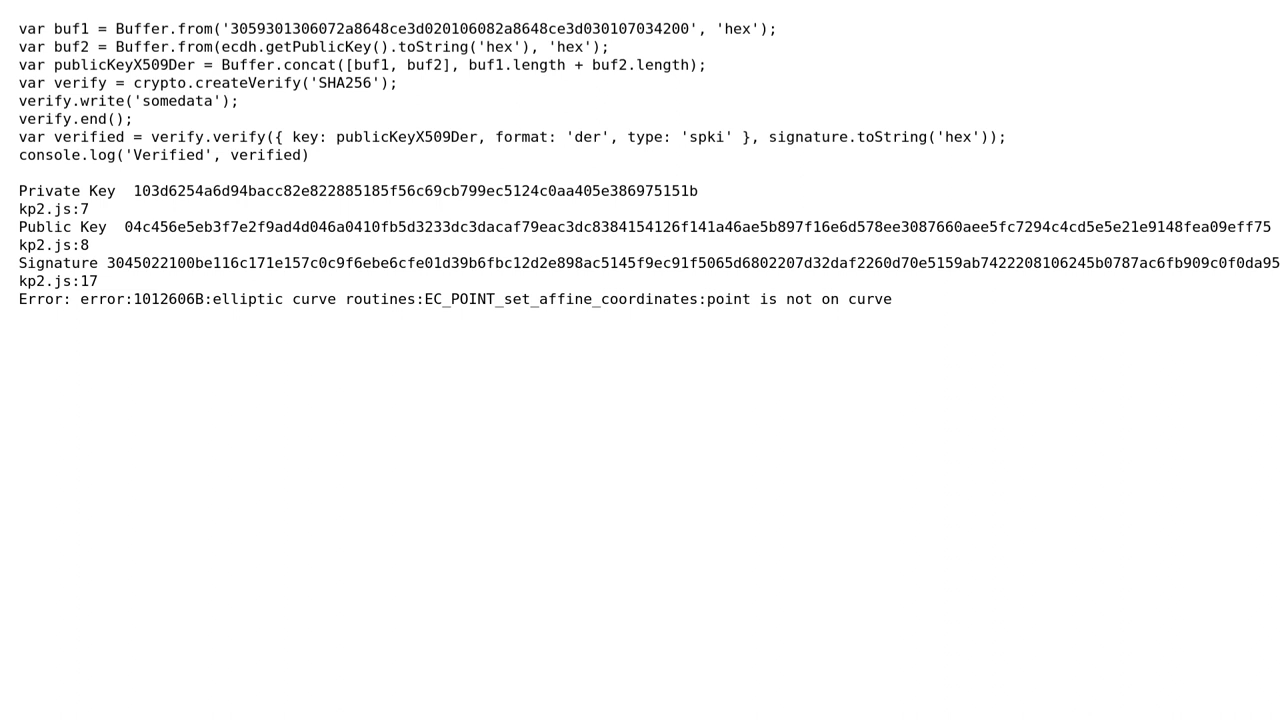 var buf1 = Buffer.from('3059301306072a8648ce3d020106082a8648ce3d030107034200', 'hex');
var buf2 = Buffer.from(ecdh.getPublicKey().toString('hex'), 'hex');
var publicKeyX509Der = Buffer.concat([buf1, buf2], buf1.length + buf2.length);
var verify = crypto.createVerify('SHA256');
verify.write('somedata');
verify.end();
var verified = verify.verify({ key: publicKeyX509Der, format: 'der', type: 'spki' }, signature.toString('hex'));
console.log('Verified', verified)
Private Key  103d6254a6d94bacc82e822885185f56c69cb799ec5124c0aa405e386975151b
kp2.js:7
Public Key  04c456e5eb3f7e2f9ad4d046a0410fb5d3233dc3dacaf79eac3dc8384154126f141a46ae5b897f16e6d578ee3087660aee5fc7294c4cd5e5e21e9148fea09eff75
kp2.js:8
Signature 3045022100be116c171e157c0c9f6ebe6cfe01d39b6fbc12d2e898ac5145f9ec91f5065d6802207d32daf2260d70e5159ab7422208106245b0787ac6fb909c0f0da95
kp2.js:17
Error: error:1012606B:elliptic curve routines:EC_POINT_set_affine_coordinates:point is not on curve